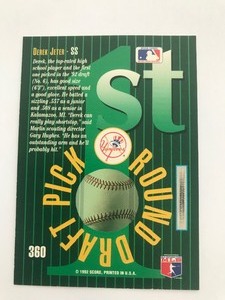 DEREK JETER - SS
Derek, the top-rated high
school player and the first
one picked in the '92 draft
(No. 6), has good size
(6'3"), excellent speed and
a good glove. He batted a
sizzling .557 as a junior and
.508 as a senior in
Kalamazoo, MI. "Derek can
really play shortstop," said
Marlin scouting director
Gary Hughes. "He has an
outstanding arm and he'll
probably hit."
1st
ROUND
DRAFT PICK
Yankees
360
© 1992 SCORE, PRINTED IN U.S.A.